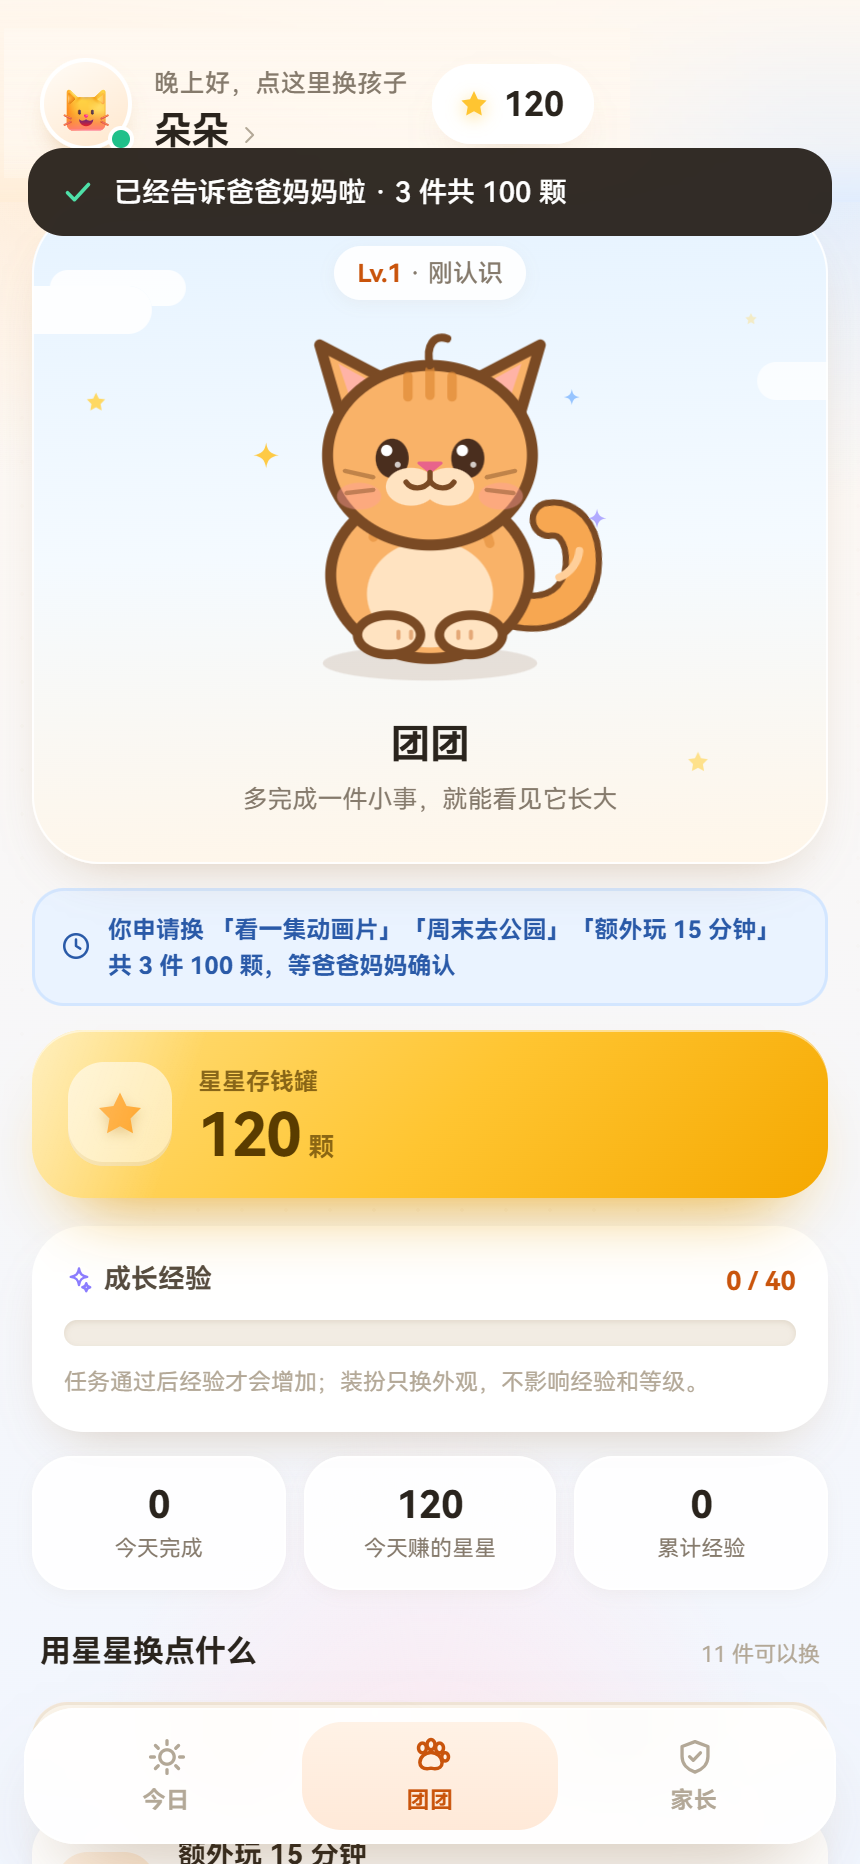 晚上好，点这里换孩子
朵朵
120
已经告诉爸爸妈妈啦 · 3 件共 100 颗
Lv.1 · 刚认识
团团
多完成一件小事，就能看见它长大
你申请换 「看一集动画片」「周末去公园」「额外玩 15 分钟」
共 3 件 100 颗，等爸爸妈妈确认
星星存钱罐
120 颗
成长经验
0 / 40
任务通过后经验才会增加；装扮只换外观，不影响经验和等级。
0
今天完成
120
今天赚的星星
0
累计经验
用星星换点什么
11 件可以换
今日
团团
家长
额外玩 15 分钟